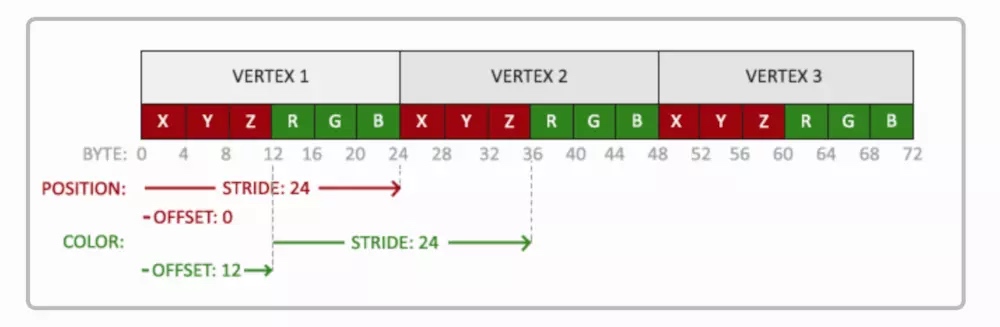 VERTEX 1 VERTEX 2 VERTEX 3
X Y Z R G B X Y Z R G B X Y Z R G B
BYTE: 0 4 8 12 16 20 24 28 32 36 40 44 48 52 56 60 64 68 72
POSITION: STRIDE: 24
-OFFSET: 0
COLOR: STRIDE: 24
-OFFSET: 12